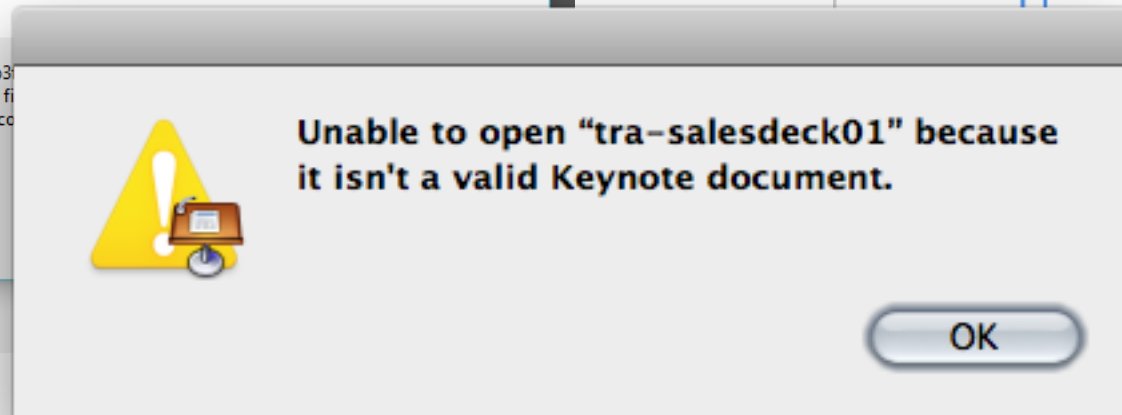 Unable to open “tra-salesdeck01” because
it isn't a valid Keynote document.
OK